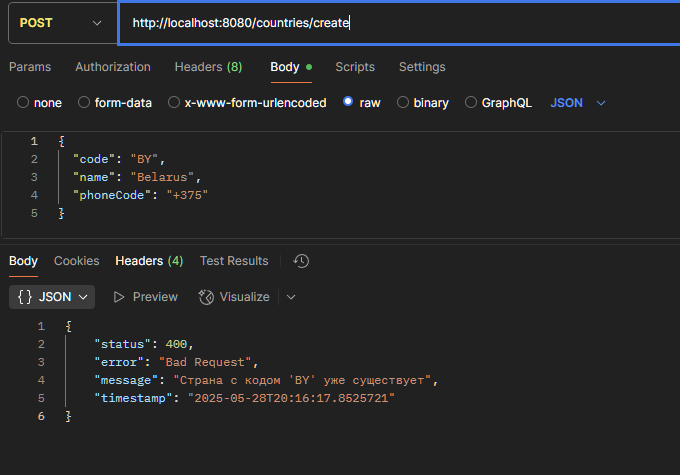 POST http://localhost:8080/countries/create
Params Authorization Headers (8) Body Scripts Settings
none form-data x-www-form-urlencoded raw binary GraphQL JSON
1 {
2 "code": "BY",
3 "name": "Belarus",
4 "phoneCode": "+375"
5 }
Body Cookies Headers (4) Test Results
{} JSON Preview Visualize
1 {
2 "status": 400,
3 "error": "Bad Request",
4 "message": "Страна с кодом 'BY' уже существует",
5 "timestamp": "2025-05-28T20:16:17.8525721"
6 }